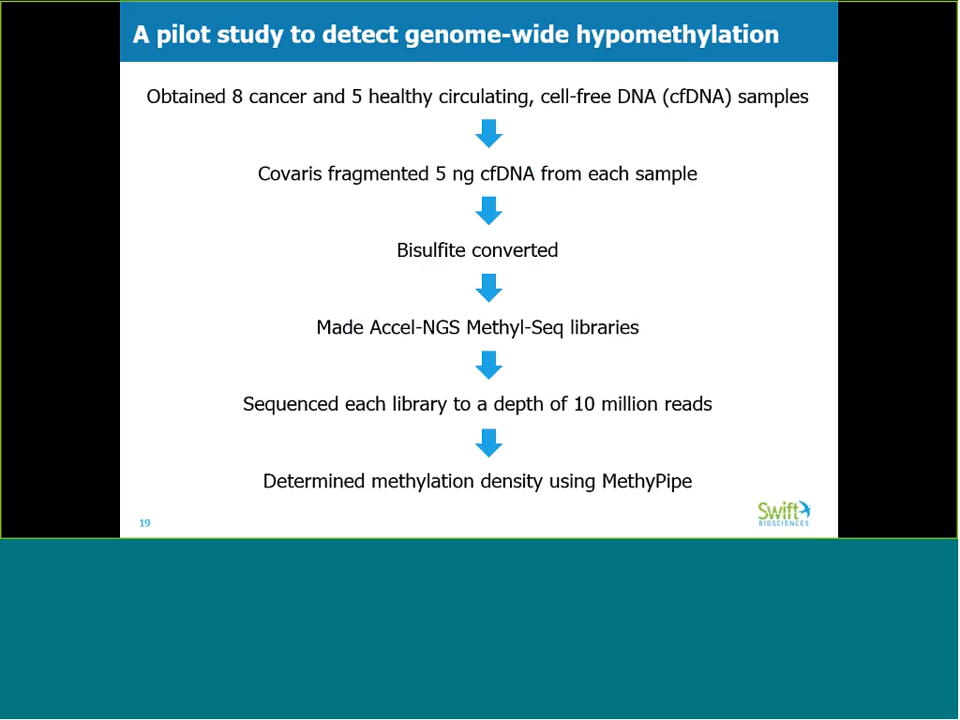 A pilot study to detect genome-wide hypomethylation
Obtained 8 cancer and 5 healthy circulating, cell-free DNA (cfDNA) samples
Covaris fragmented 5 ng cfDNA from each sample
Bisulfite converted
Made Accel-NGS Methyl-Seq libraries
Sequenced each library to a depth of 10 million reads
Determined methylation density using MethyPipe
19
Swift
BIOSCIENCES